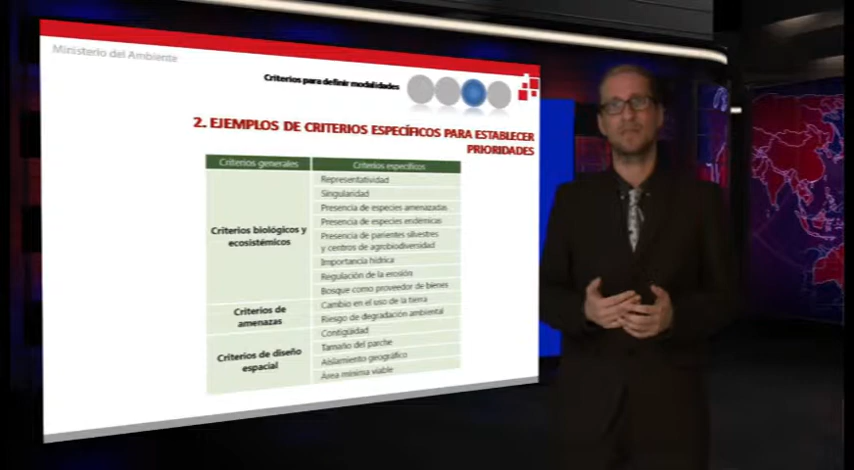 Ministerio del Ambiente
Criterios para definir modalidades
2. EJEMPLOS DE CRITERIOS ESPECÍFICOS PARA ESTABLECER
PRIORIDADES
Criterios generales
Criterios específicos
Criterios biológicos y
ecosistémicos
Representatividad
Singularidad
Presencia de especies amenazadas
Presencia de especies endémicas
Presencia de parientes silvestres
y centros de agrobiodiversidad
Importancia hídrica
Regulación de la erosión
Bosque como proveedor de bienes
Criterios de
amenazas
Cambio en el uso de la tierra
Riesgo de degradación ambiental
Criterios de diseño
espacial
Contigüidad
Tamaño del parche
Aislamiento geográfico
Área mínima viable